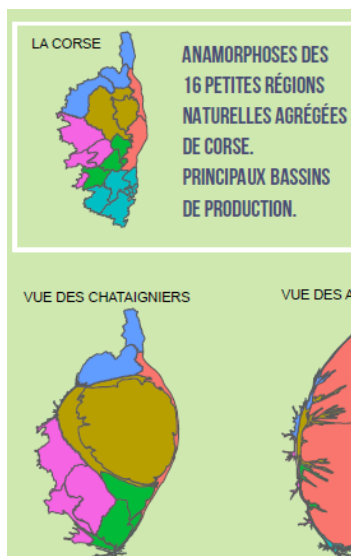 LA CORSE
ANAMORPHOSES DES
16 PETITES RÉGIONS
NATURELLES AGRÉGÉES
DE CORSE.
PRINCIPAUX BASSINS
DE PRODUCTION.
VUE DES CHATAIGNIERS
VUE DES A